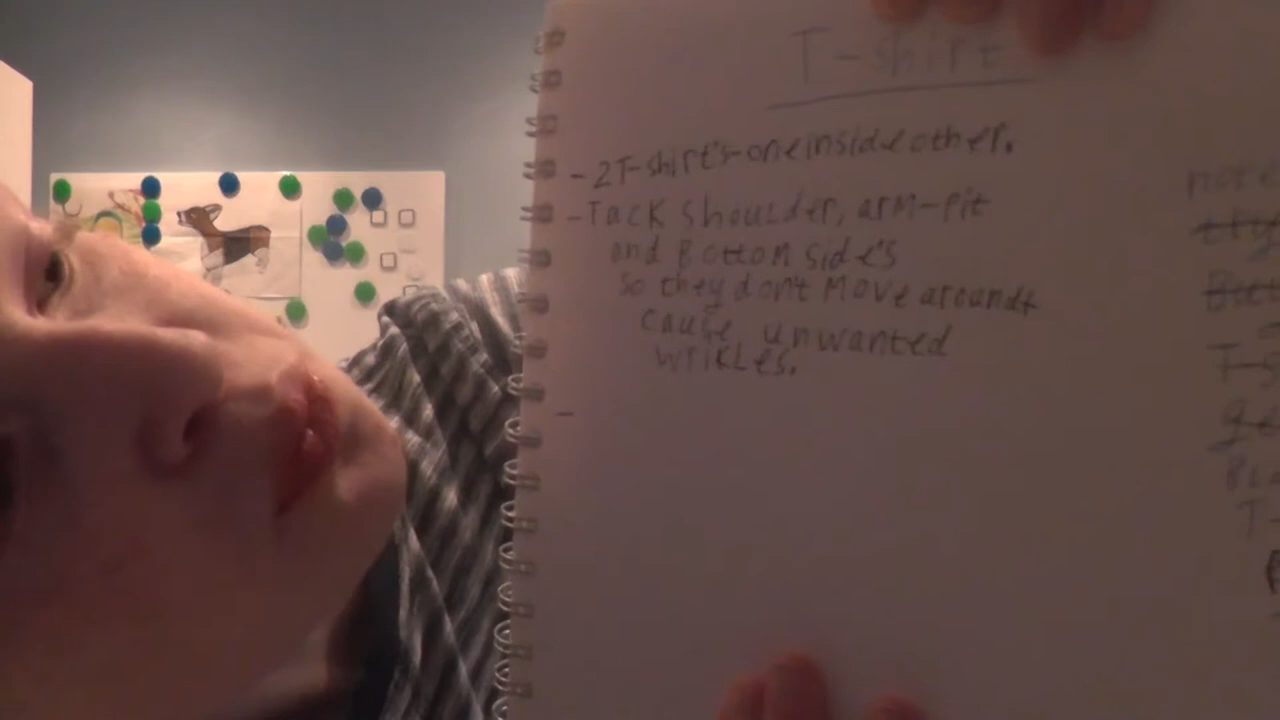 T-shirt
- 2T-shirt's-one inside other.
-Tack shoulder, arm-pit
and Bottom side's
so they don't move around+
cause unwanted
wrikles.
-